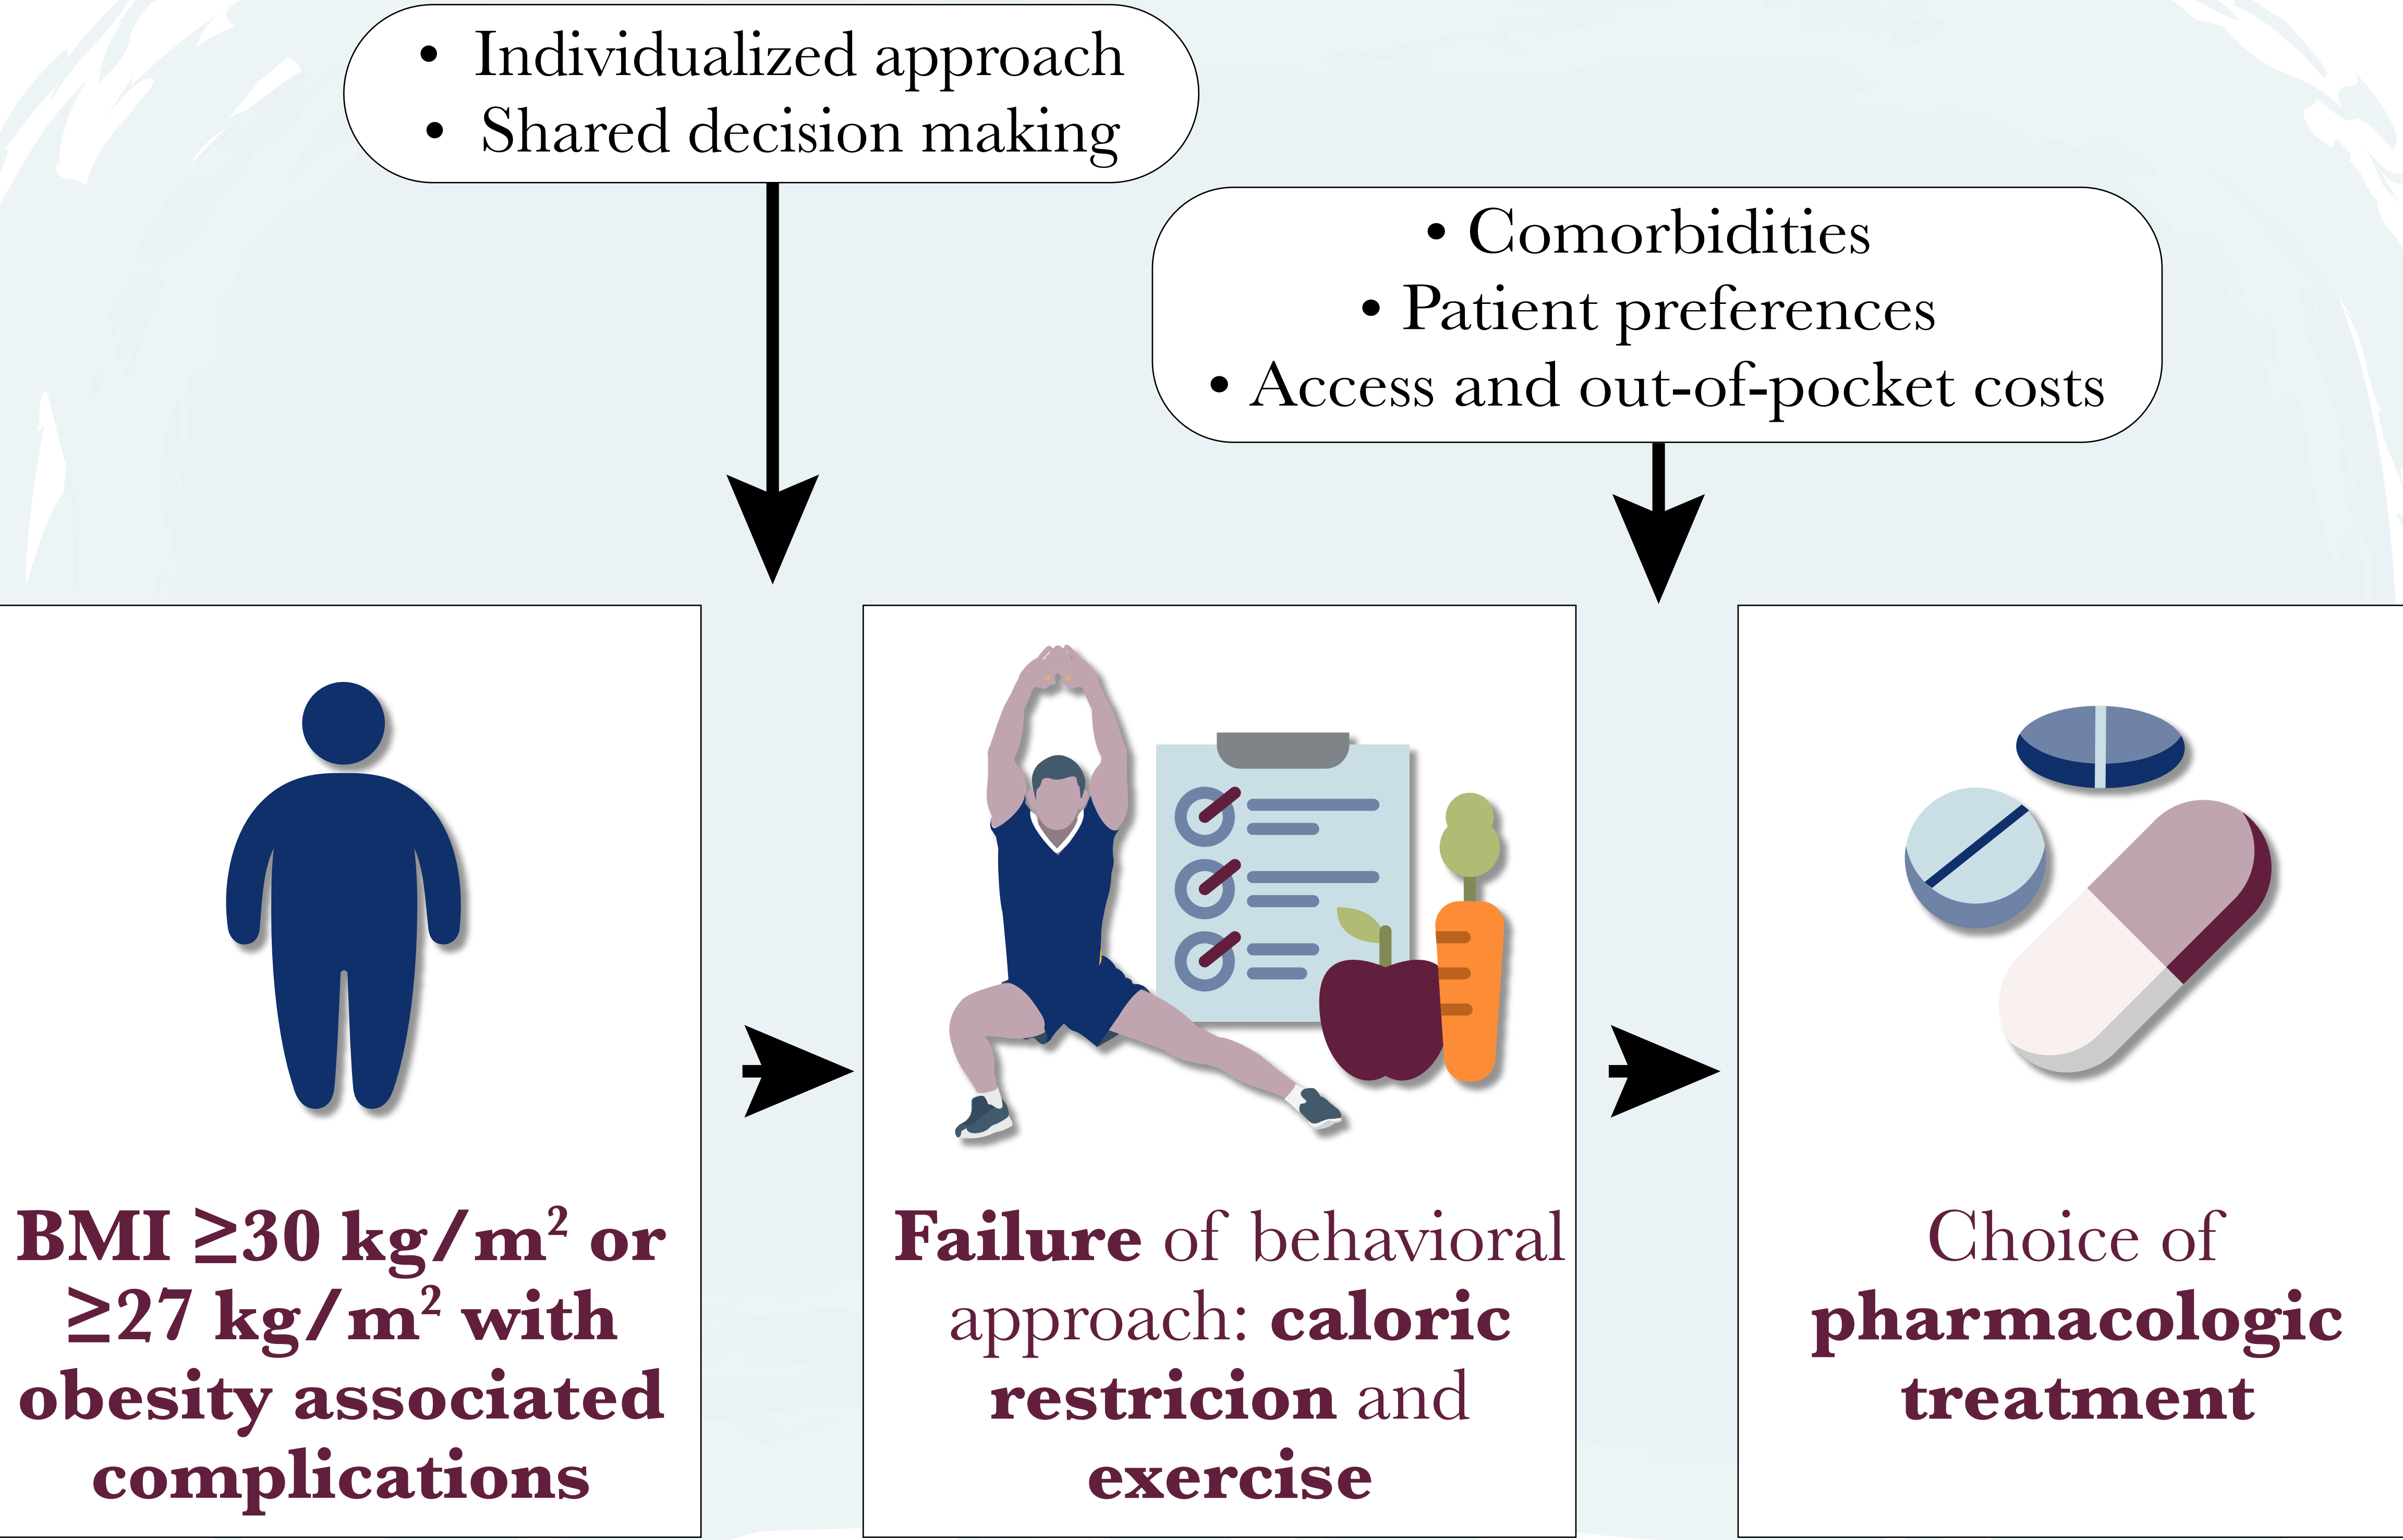 • Individualized approach
• Shared decision making
• Comorbidities
• Patient preferences
• Access and out-of-pocket costs
BMI ≥30 kg/m² or
≥27 kg/m² with
obesity associated
complications
Failure of behavioral
approach: caloric
restricion and
exercise
Choice of
pharmacologic
treatment